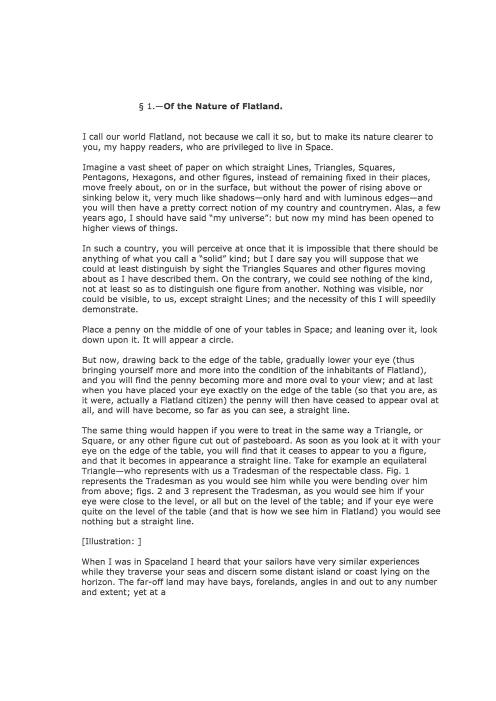 § 1.—Of the Nature of Flatland.
I call our world Flatland, not because we call it so, but to make its nature clearer to
you, my happy readers, who are privileged to live in Space.
Imagine a vast sheet of paper on which straight Lines, Triangles, Squares,
Pentagons, Hexagons, and other figures, instead of remaining fixed in their places,
move freely about, on or in the surface, but without the power of rising above or
sinking below it, very much like shadows—only hard and with luminous edges—and
you will then have a pretty correct notion of my country and countrymen. Alas, a few
years ago, I should have said “my universe”: but now my mind has been opened to
higher views of things.
In such a country, you will perceive at once that it is impossible that there should be
anything of what you call a “solid” kind; but I dare say you will suppose that we
could at least distinguish by sight the Triangles Squares and other figures moving
about as I have described them. On the contrary, we could see nothing of the kind,
not at least so as to distinguish one figure from another. Nothing was visible, nor
could be visible, to us, except straight Lines; and the necessity of this I will speedily
demonstrate.
Place a penny on the middle of one of your tables in Space; and leaning over it, look
down upon it. It will appear a circle.
But now, drawing back to the edge of the table, gradually lower your eye (thus
bringing yourself more and more into the condition of the inhabitants of Flatland),
and you will find the penny becoming more and more oval to your view; and at last
when you have placed your eye exactly on the edge of the table (so that you are, as
it were, actually a Flatland citizen) the penny will then have ceased to appear oval at
all, and will have become, so far as you can see, a straight line.
The same thing would happen if you were to treat in the same way a Triangle, or
Square, or any other figure cut out of pasteboard. As soon as you look at it with your
eye on the edge of the table, you will find that it ceases to appear to you a figure,
and that it becomes in appearance a straight line. Take for example an equilateral
Triangle—who represents with us a Tradesman of the respectable class. Fig. 1
represents the Tradesman as you would see him while you were bending over him
from above; figs. 2 and 3 represent the Tradesman, as you would see him if your
eye were close to the level, or all but on the level of the table; and if your eye were
quite on the level of the table (and that is how we see him in Flatland) you would see
nothing but a straight line.
[Illustration: ]
When I was in Spaceland I heard that your sailors have very similar experiences
while they traverse your seas and discern some distant island or coast lying on the
horizon. The far-off land may have bays, forelands, angles in and out to any number
and extent; yet at a